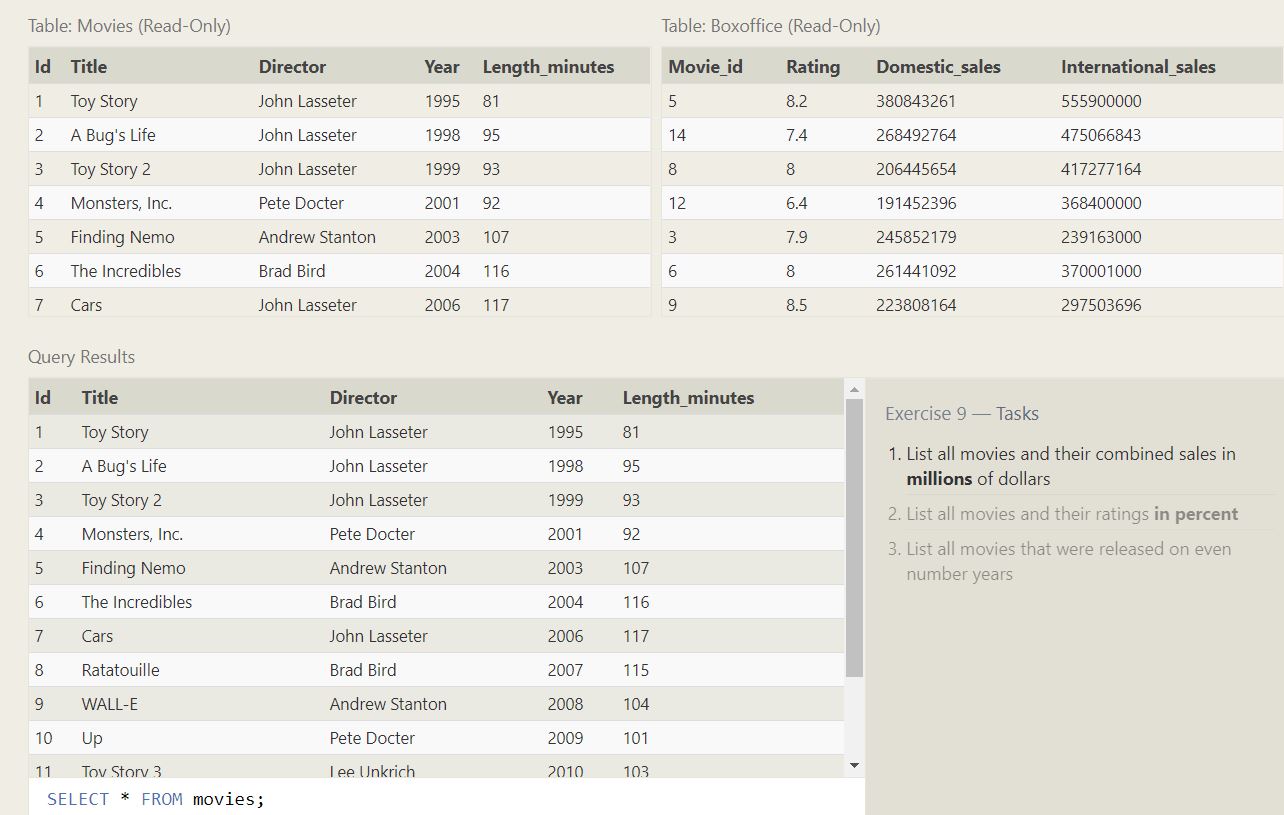 Table: Movies (Read-Only)
Id Title Director Year Length_minutes
1 Toy Story John Lasseter 1995 81
2 A Bug's Life John Lasseter 1998 95
3 Toy Story 2 John Lasseter 1999 93
4 Monsters, Inc. Pete Docter 2001 92
5 Finding Nemo Andrew Stanton 2003 107
6 The Incredibles Brad Bird 2004 116
7 Cars John Lasseter 2006 117
Table: Boxoffice (Read-Only)
Movie_id Rating Domestic_sales International_sales
5 8.2 380843261 555900000
14 7.4 268492764 475066843
8 8 206445654 417277164
12 6.4 191452396 368400000
3 7.9 245852179 239163000
6 8 261441092 370001000
9 8.5 223808164 297503696
Query Results
Id Title Director Year Length_minutes
1 Toy Story John Lasseter 1995 81
2 A Bug's Life John Lasseter 1998 95
3 Toy Story 2 John Lasseter 1999 93
4 Monsters, Inc. Pete Docter 2001 92
5 Finding Nemo Andrew Stanton 2003 107
6 The Incredibles Brad Bird 2004 116
7 Cars John Lasseter 2006 117
8 Ratatouille Brad Bird 2007 115
9 WALL-E Andrew Stanton 2008 104
10 Up Pete Docter 2009 101
11 Toy Story 3 Lee Unkrich 2010 103
SELECT * FROM movies;
Exercise 9 — Tasks
1. List all movies and their combined sales in
millions of dollars
2. List all movies and their ratings in percent
3. List all movies that were released on even
number years